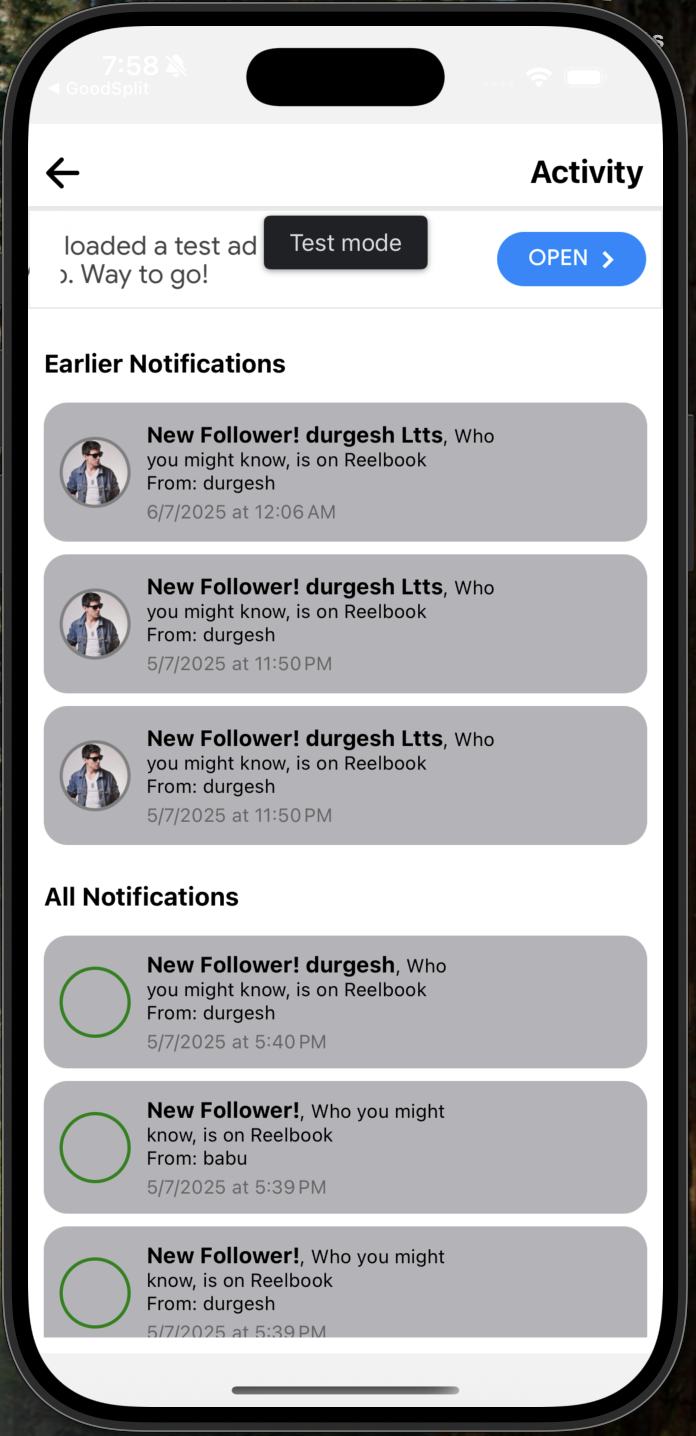 s
7:58
◀ GoodSplit
Activity
loaded a test ad
Test mode
. Way to go!
OPEN
Earlier Notifications
New Follower! durgesh Ltts, Who
you might know, is on Reelbook
From: durgesh
6/7/2025 at 12:06 AM
New Follower! durgesh Ltts, Who
you might know, is on Reelbook
From: durgesh
5/7/2025 at 11:50 PM
New Follower! durgesh Ltts, Who
you might know, is on Reelbook
From: durgesh
5/7/2025 at 11:50 PM
All Notifications
New Follower! durgesh, Who
you might know, is on Reelbook
From: durgesh
5/7/2025 at 5:40 PM
New Follower!, Who you might
know, is on Reelbook
From: babu
5/7/2025 at 5:39 PM
New Follower!, Who you might
know, is on Reelbook
From: durgesh
5/7/2025 at 5:39 PM